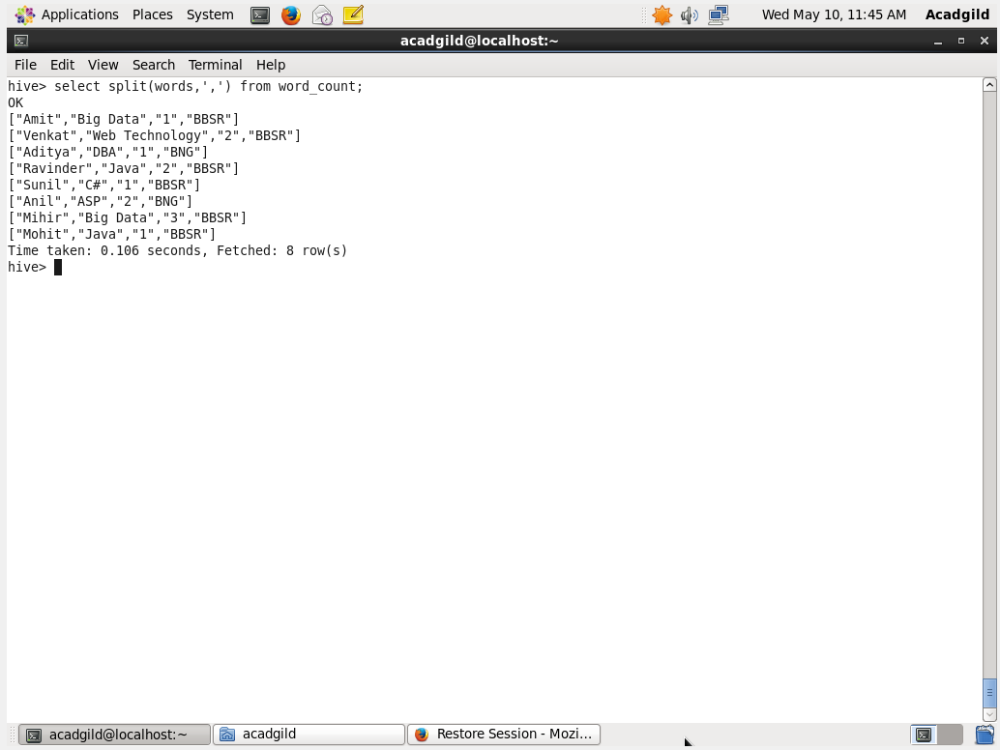 Applications Places System Wed May 10, 11:45 AM Acadgild
acadgild@localhost:~
File Edit View Search Terminal Help
hive> select split(words,',') from word_count;
OK
["Amit","Big Data","1","BBSR"]
["Venkat","Web Technology","2","BBSR"]
["Aditya","DBA","1","BNG"]
["Ravinder","Java","2","BBSR"]
["Sunil","C#","1","BBSR"]
["Anil","ASP","2","BNG"]
["Mihir","Big Data","3","BBSR"]
["Mohit","Java","1","BBSR"]
Time taken: 0.106 seconds, Fetched: 8 row(s)
hive>
acadgild@localhost:~ acadgild Restore Session - Mozi...